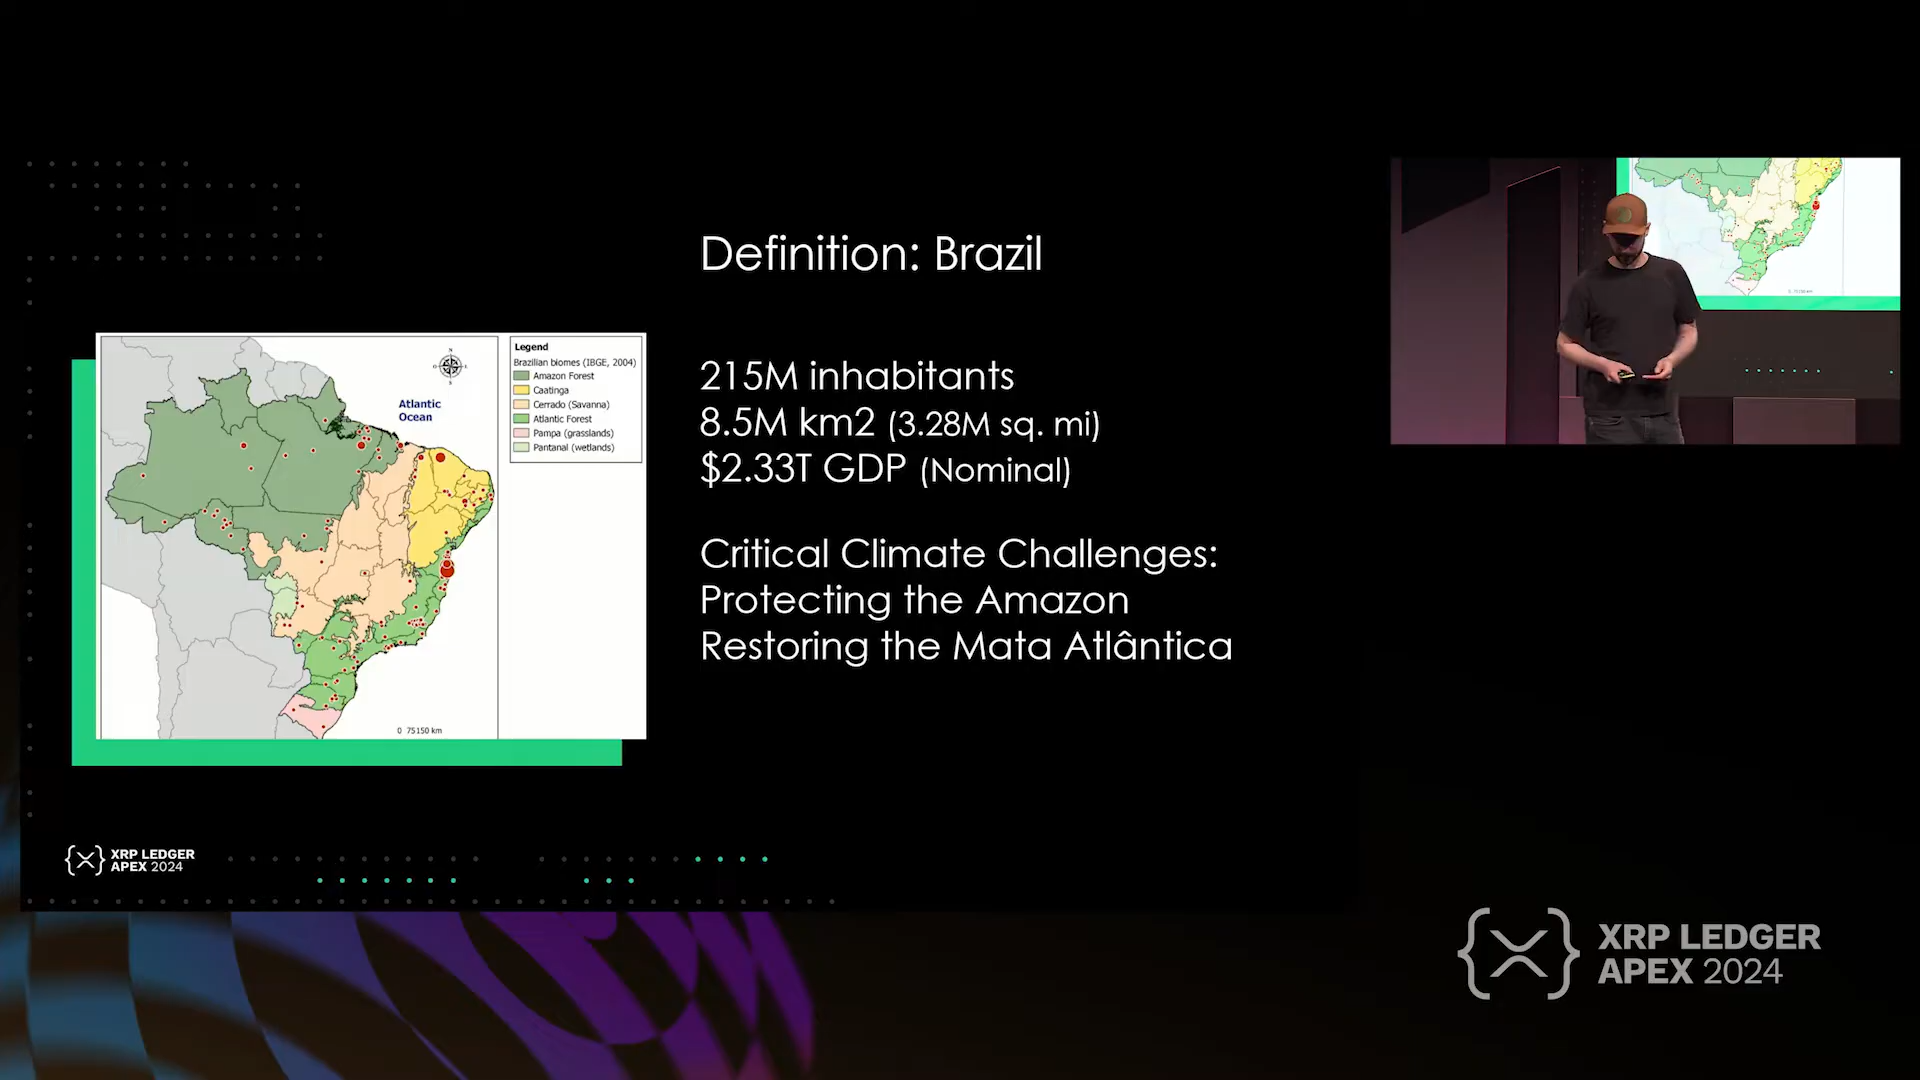 Definition: Brazil
215M inhabitants
8.5M km2 (3.28M sq. mi)
$2.33T GDP (Nominal)
Critical Climate Challenges:
Protecting the Amazon
Restoring the Mata Atlântica
Legend
Brazilian biomes (IBGE, 2004)
Amazon Forest
Caatinga
Cerrado (Savanna)
Atlantic Forest
Pampa (grasslands)
Pantanal (wetlands)
N
S
Atlantic
Ocean
0 75150 km
XRP LEDGER
APEX 2024
XRP LEDGER
APEX 2024